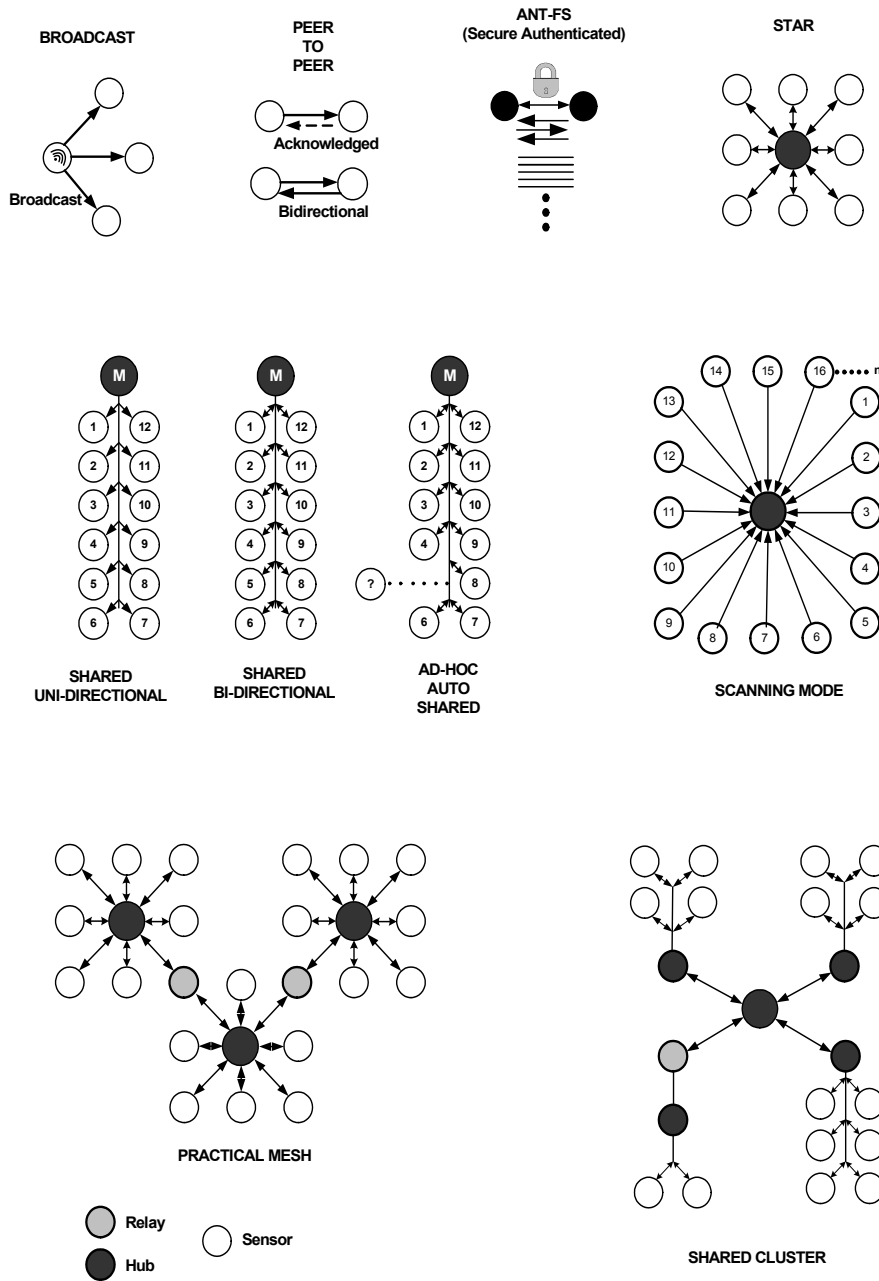 BROADCAST
Broadcast
PEER
TO
PEER
Acknowledged
Bidirectional
ANT-FS
(Secure Authenticated)
STAR
M
1 12
2 11
3 10
4 9
5 8
6 7
SHARED
UNI-DIRECTIONAL
M
1 12
2 11
3 10
4 9
5 8
6 7
SHARED
BI-DIRECTIONAL
M
1 12
2 11
3 10
4 9
? 8
6 7
AD-HOC
AUTO
SHARED
14 15 16 n
13 1
12 2
11 3
10 4
9 5
8 7 6
SCANNING MODE
PRACTICAL MESH
Relay
Hub
Sensor
SHARED CLUSTER